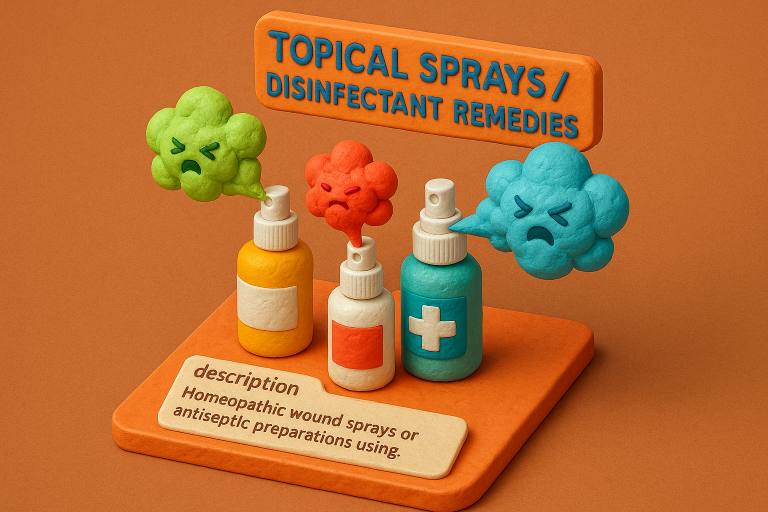 TOPICAL SPRAYS /
DISINFECTANT REMEDIES
description
Homeopathic wound sprays or
antiseptic preparations using.